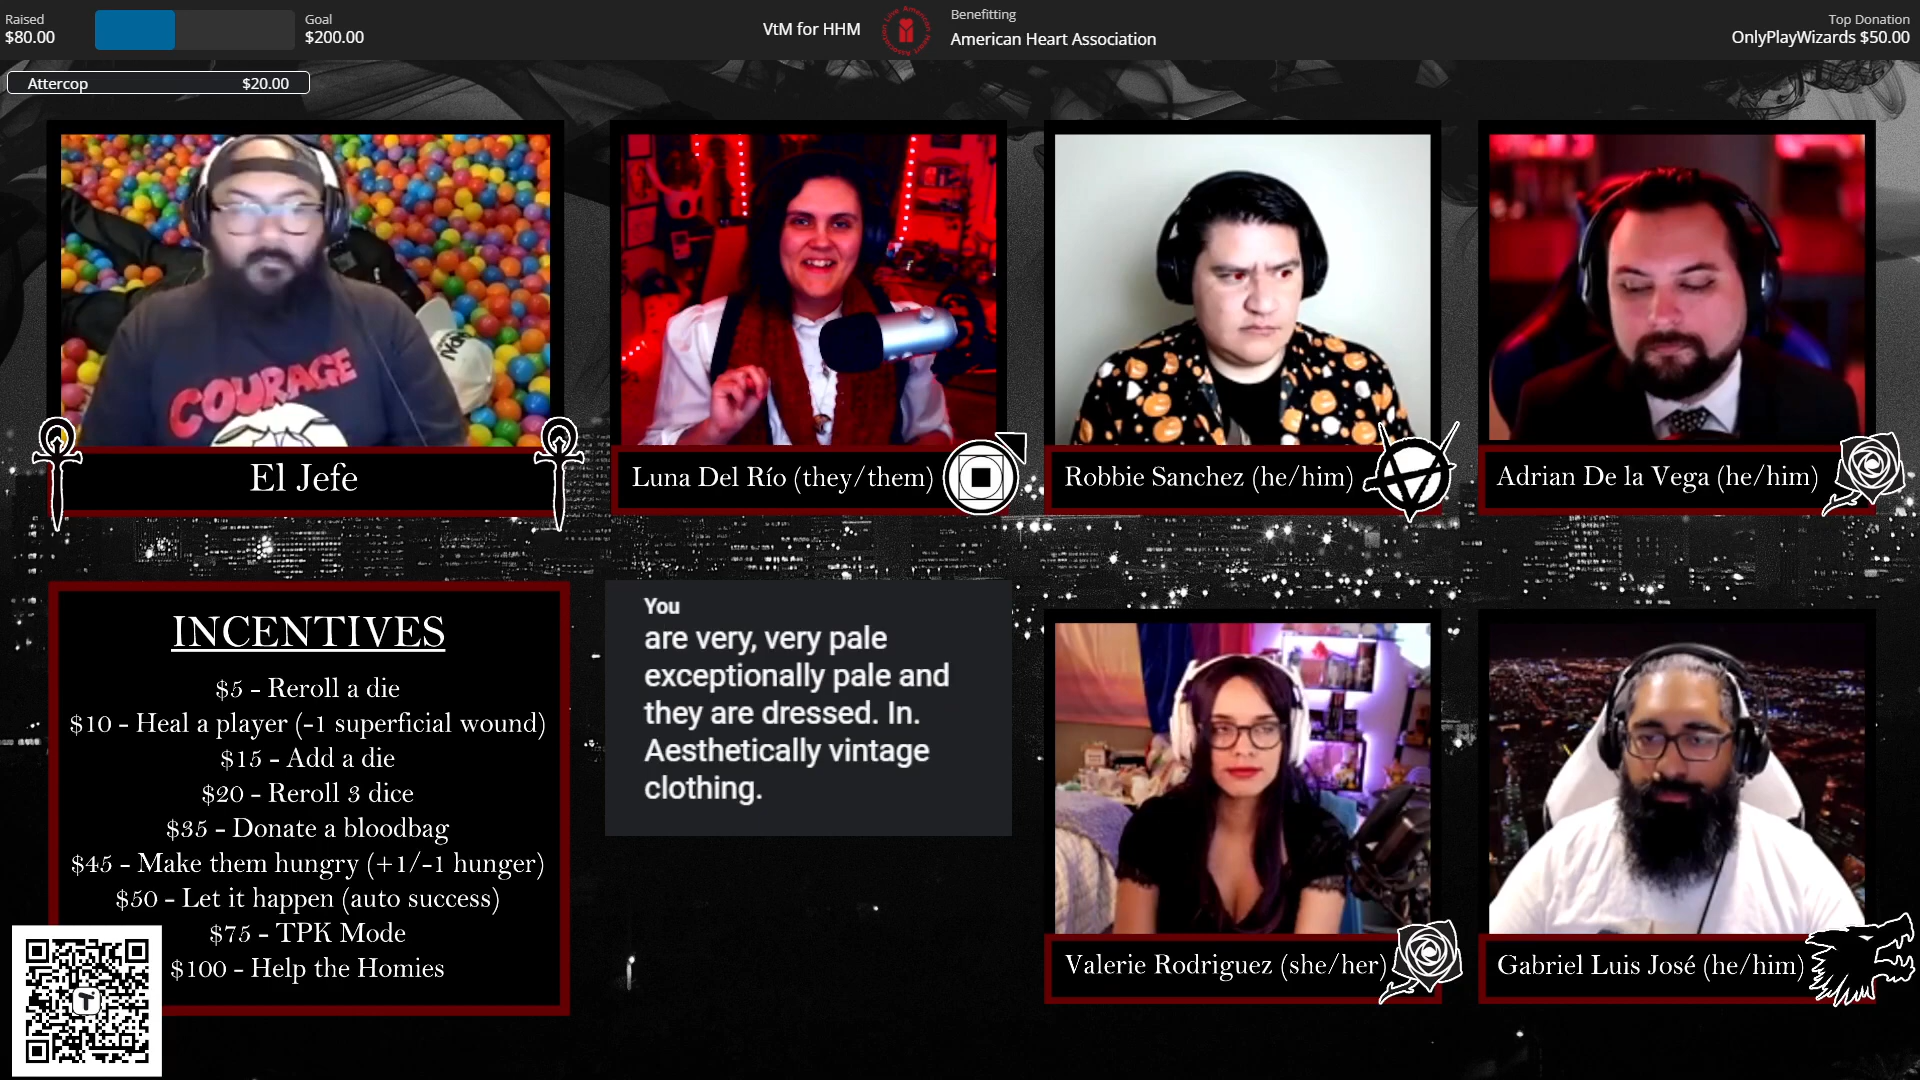 Raised
$80.00
Goal
$200.00
VtM for HHM
Benefitting
American Heart Association
Top Donation
OnlyPlayWizards $50.00
Attercop $20.00
COURAGE
El Jefe
Luna Del Río (they/them)
Robbie Sanchez (he/him)
Adrian De la Vega (he/him)
INCENTIVES
$5 - Reroll a die
$10 - Heal a player (-1 superficial wound)
$15 - Add a die
$20 - Reroll 3 dice
$35 - Donate a bloodbag
$45 - Make them hungry (+1/-1 hunger)
$50 - Let it happen (auto success)
$75 - TPK Mode
$100 - Help the Homies
You
are very, very pale
exceptionally pale and
they are dressed. In.
Aesthetically vintage
clothing.
Valerie Rodriguez (she/her)
Gabriel Luis José (he/him)
T